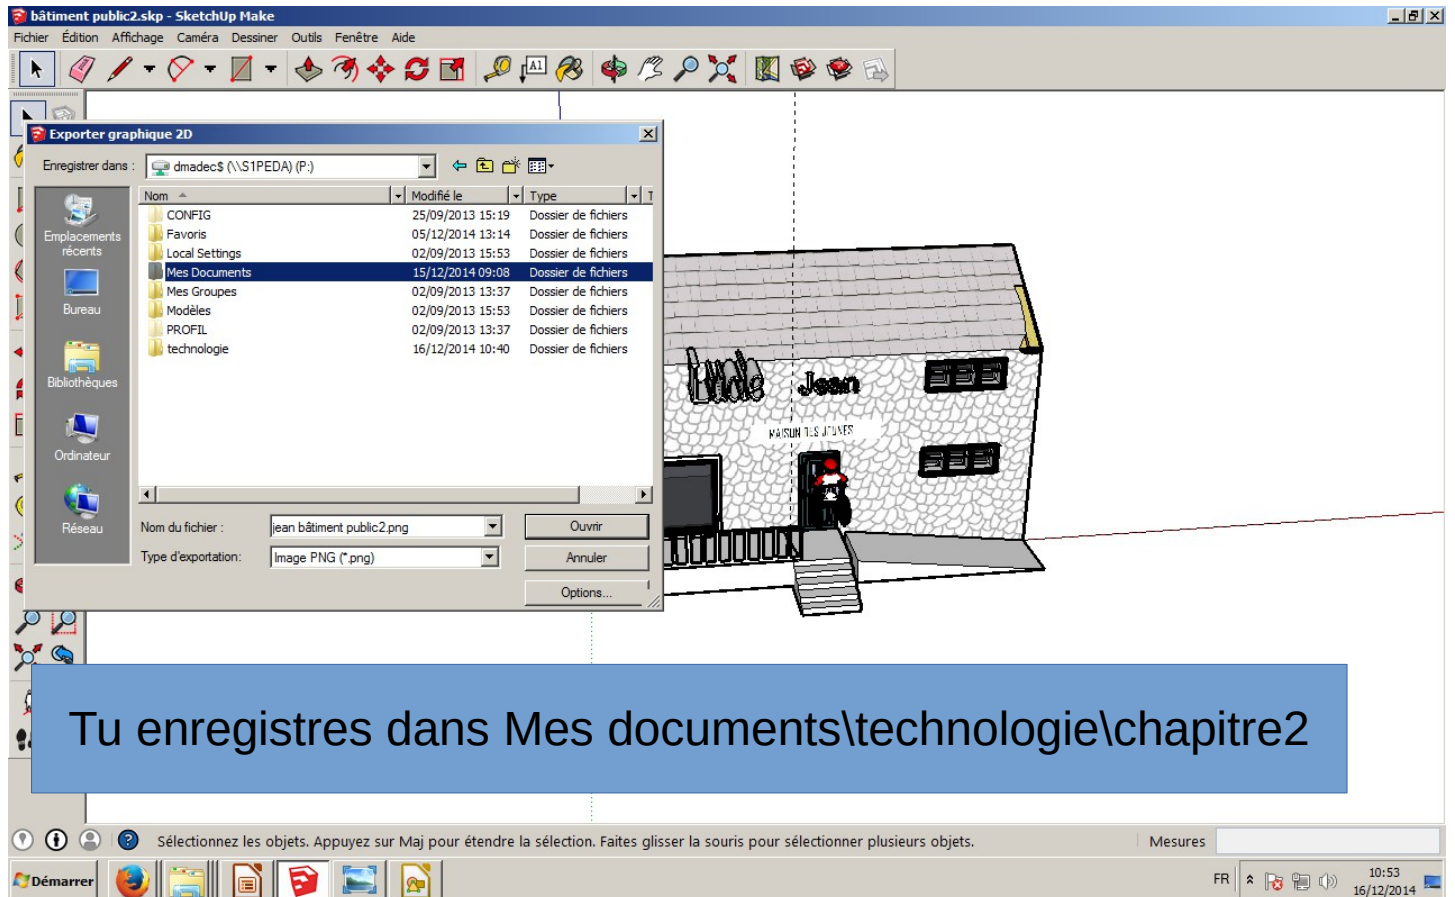 bâtiment public2.skp - SketchUp Make
Fichier Édition Affichage Caméra Dessiner Outils Fenêtre Aide
A1
Exporter graphique 2D
Enregistrer dans : dmadec$ (\\S1PEDA) (P:)
Nom Modifié le Type T
CONFIG 25/09/2013 15:19 Dossier de fichiers
Favoris 05/12/2014 13:14 Dossier de fichiers
Local Settings 02/09/2013 15:53 Dossier de fichiers
Mes Documents 15/12/2014 09:08 Dossier de fichiers
Mes Groupes 02/09/2013 13:37 Dossier de fichiers
Modèles 02/09/2013 15:53 Dossier de fichiers
PROFIL 02/09/2013 13:37 Dossier de fichiers
technologie 16/12/2014 10:40 Dossier de fichiers
Emplacements
récents
Bureau
Bibliothèques
Ordinateur
Réseau
Nom du fichier : jean bâtiment public2.png Ouvrir
Type d'exportation: Image PNG (*.png) Annuler
Options...
Jean
Tu enregistres dans Mes documents\technologie\chapitre2
Sélectionnez les objets. Appuyez sur Maj pour étendre la sélection. Faites glisser la souris pour sélectionner plusieurs objets. Mesures
Démarrer FR 10:53
16/12/2014